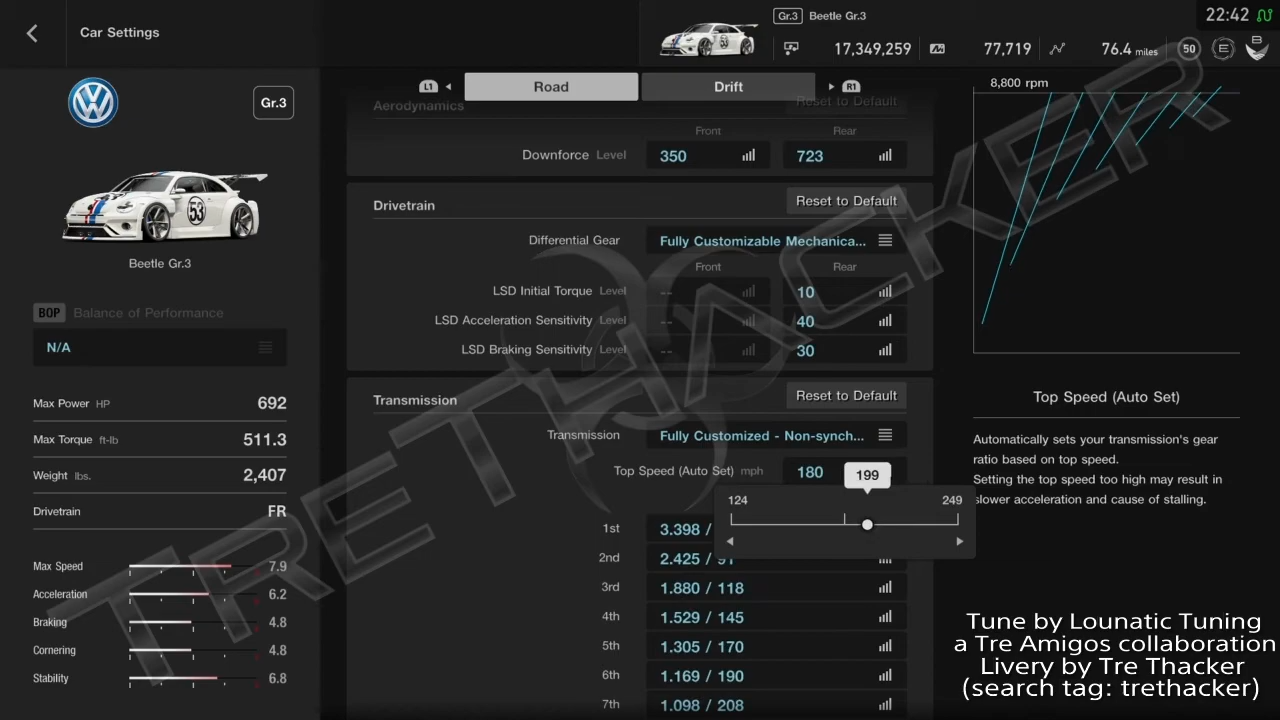 Car Settings
Gr.3 Beetle Gr.3
22:42
17,349,259 77,719 76.4 miles 50 E B
Gr.3
Beetle Gr.3
53
BOP Balance of Performance
N/A
Max Power HP 692
Max Torque ft-lb 511.3
Weight lbs. 2,407
Drivetrain FR
Max Speed 7.9
Acceleration 6.2
Braking 4.8
Cornering 4.8
Stability 6.8
L1 Road Drift R1
Aerodynamics Reset to Default
Front Rear
Downforce Level 350 723
Drivetrain Reset to Default
Differential Gear Fully Customizable Mechanica...
Front Rear
LSD Initial Torque Level -- 10
LSD Acceleration Sensitivity Level -- 40
LSD Braking Sensitivity Level -- 30
Transmission Reset to Default
Transmission Fully Customized - Non-synch...
Top Speed (Auto Set) mph 180
199
124 249
1st 3.398 /
2nd 2.425 / 91
3rd 1.880 / 118
4th 1.529 / 145
5th 1.305 / 170
6th 1.169 / 190
7th 1.098 / 208
8,800 rpm
Top Speed (Auto Set)
Automatically sets your transmission's gear
ratio based on top speed.
Setting the top speed too high may result in
slower acceleration and cause of stalling.
TRETHACKER
Tune by Lounatic Tuning
a Tre Amigos collaboration
Livery by Tre Thacker
(search tag: trethacker)